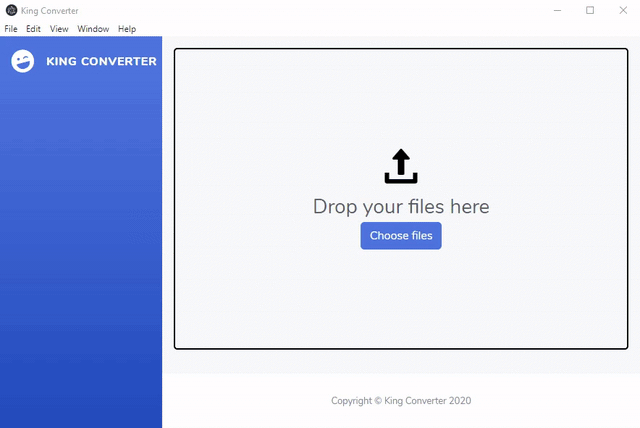 King Converter
File Edit View Window Help
KING CONVERTER
Drop your files here
Choose files
Copyright © King Converter 2020